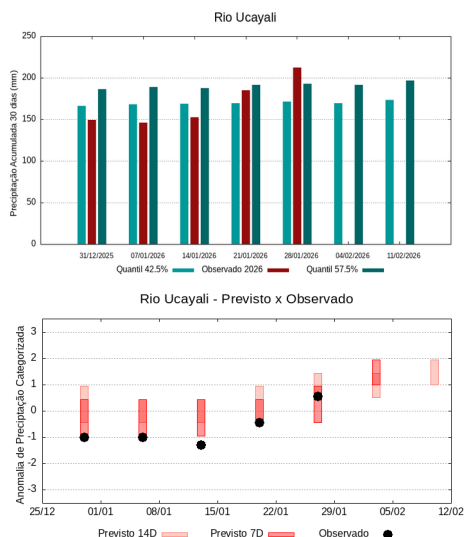 Rio Ucayali
Precipitação Acumulada 30 dias (mm)
250
200
150
100
50
0
31/12/2025 07/01/2026 14/01/2026 21/01/2026 28/01/2026 04/02/2026 11/02/2026
Quantil 42.5% Observado 2026 Quantil 57.5%
Rio Ucayali - Previsto x Observado
Anomalia de Preciptação Categorizada
3
2
1
0
-1
-2
-3
25/12 01/01 08/01 15/01 22/01 29/01 05/02 12/02
Previsto 14D Previsto 7D Observado